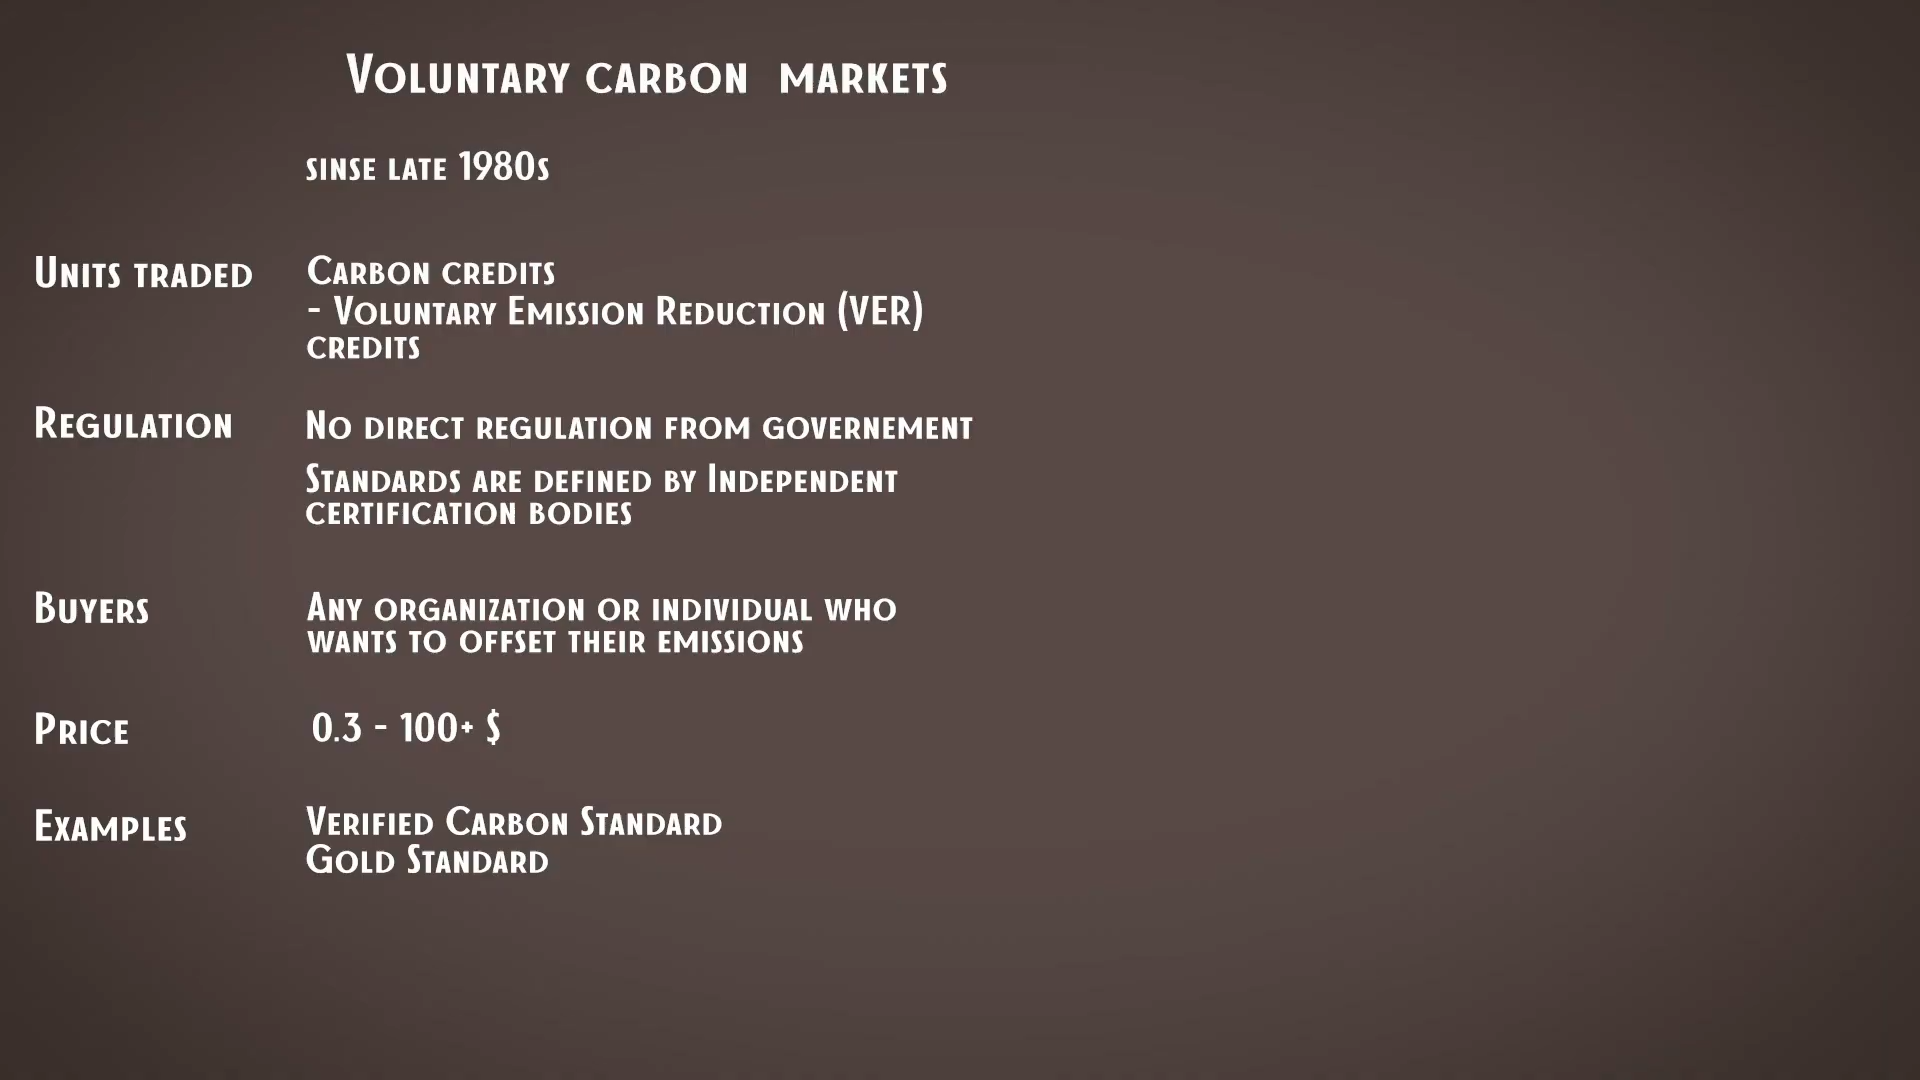 Voluntary carbon markets
sinse late 1980s
Units traded
Carbon credits
- Voluntary Emission Reduction (VER)
credits
Regulation
No direct regulation from governement
Standards are defined by Independent
certification bodies
Buyers
Any organization or individual who
wants to offset their emissions
Price
0.3 - 100+ $
Examples
Verified Carbon Standard
Gold Standard